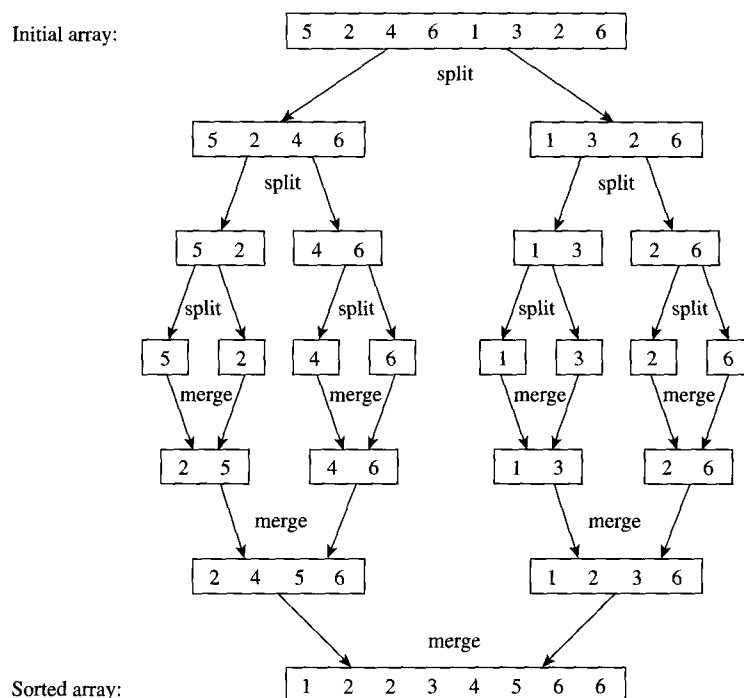 Initial array: 5 2 4 6 1 3 2 6
split
5 2 4 6 1 3 2 6
split split
5 2 4 6 1 3 2 6
split split split split
5 2 4 6 1 3 2 6
merge merge merge merge
2 5 4 6 1 3 2 6
merge merge
2 4 5 6 1 2 3 6
merge
Sorted array: 1 2 2 3 4 5 6 6